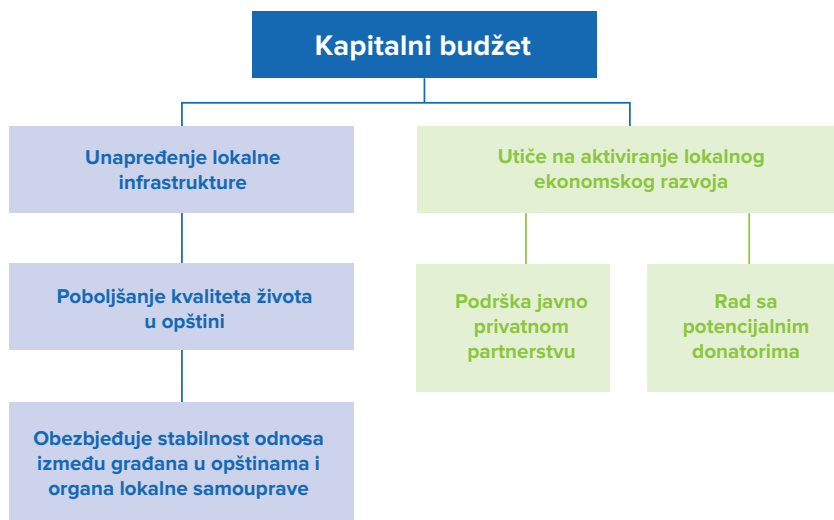 Kapitalni budžet
Unapređenje lokalne
infrastrukture
Utiče na aktiviranje lokalnog
ekonomskog razvoja
Poboljšanje kvaliteta života
u opštini
Podrška javno
privatnom
partnerstvu
Rad sa
potencijalnim
donatorima
Obezbjeđuje stabilnost odnosa
između građana u opštinama i
organa lokalne samouprave